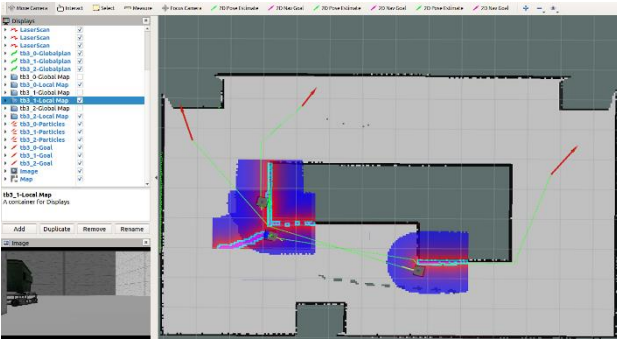 Move Camera Interact Select Measure Focus Camera 2D Pose Estimate 2D Nav Goal 2D Pose Estimate 2D Nav Goal 2D Pose Estimate 2D Nav Goal
Displays
LaserScan
LaserScan
LaserScan
tb3_0-Globalplan
tb3_1-Globalplan
tb3_2-Globalplan
tb3_0-Global Map
tb3_0-Local Map
tb3_1-Global Map
tb3_1-Local Map
tb3_2-Global Map
tb3_2-Local Map
tb3_0-Particles
tb3_1-Particles
tb3_2-Particles
tb3_0-Goal
tb3_1-Goal
tb3_2-Goal
Image
Map
tb3_1-Local Map
A container for Displays
Add Duplicate Remove Rename
Image